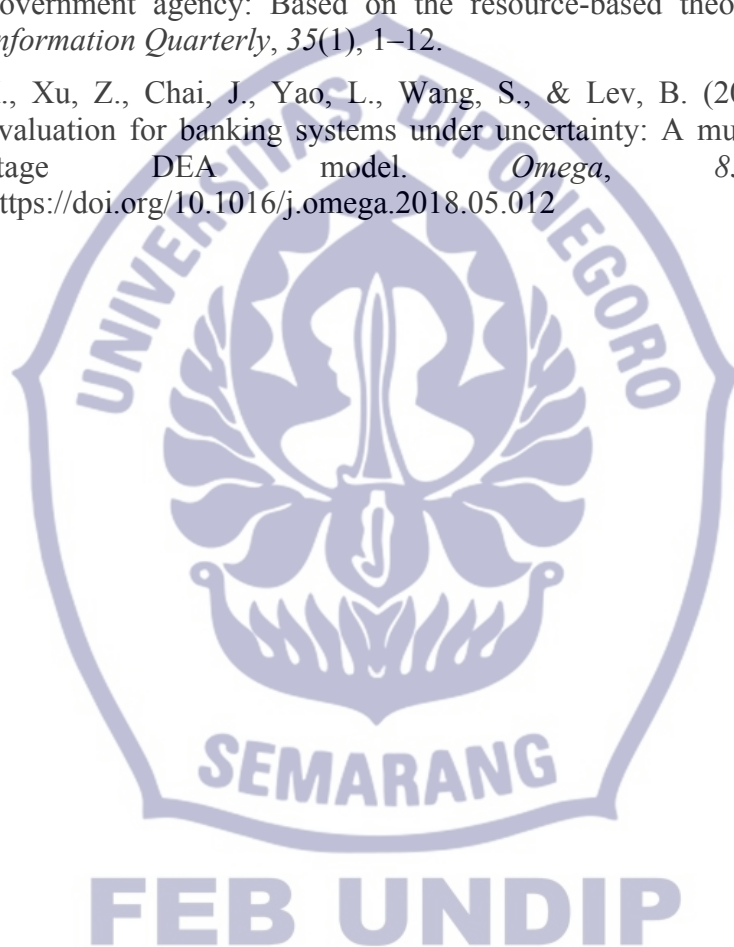 overnment agency: Based on the resource-based theo
nformation Quarterly, 35(1), 1–12.
., Xu, Z., Chai, J., Yao, L., Wang, S., & Lev, B. (20
valuation for banking systems under uncertainty: A mu
tage DEA model. Omega, 8
ttps://doi.org/10.1016/j.omega.2018.05.012
UNIVERSITAS DIPONEGORO
SEMARANG
FEB UNDIP